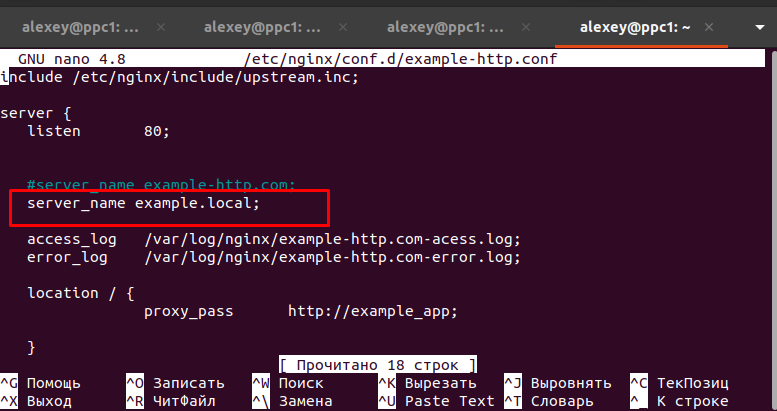 alexey@ppc1: ... × alexey@ppc1: ... × alexey@ppc1: ... × alexey@ppc1: ~ ×
GNU nano 4.8 /etc/nginx/conf.d/example-http.conf
include /etc/nginx/include/upstream.inc;
server {
listen 80;
#server_name example-http.com;
server_name example.local;
access_log /var/log/nginx/example-http.com-acess.log;
error_log /var/log/nginx/example-http.com-error.log;
location / {
proxy_pass http://example_app;
}
[ Прочитано 18 строк ]
^G Помощь ^O Записать ^W Поиск ^K Вырезать ^J Выровнять ^C ТекПозиц
^X Выход ^R ЧитФайл ^\ Замена ^U Paste Text ^T Словарь ^_ К строке